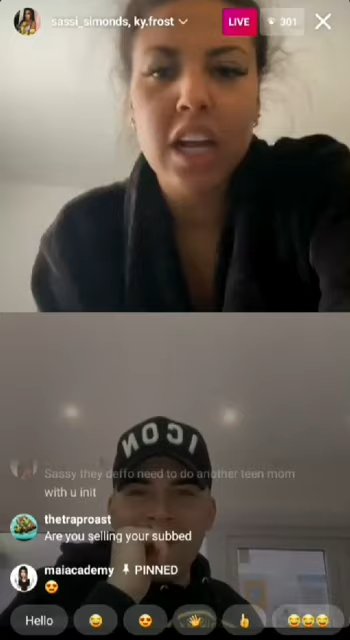 sassi_simonds, ky.frost
LIVE
301
ICON
Sassy they deffo need to do another teen mom
with u init
thetraproast
Are you selling your subbed
maiacademy PINNED
😍
Hello 😂 😍 👏 👍 😂😂😂